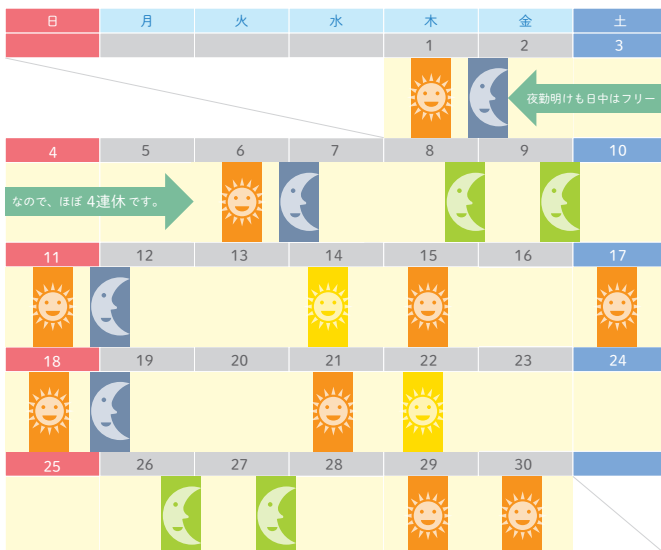 日 月 火 水 木 金 土
1 2 3
夜勤明けも日中はフリー
4 5 6 7 8 9 10
なので、ほぼ 4連休 です。
11 12 13 14 15 16 17
18 19 20 21 22 23 24
25 26 27 28 29 30